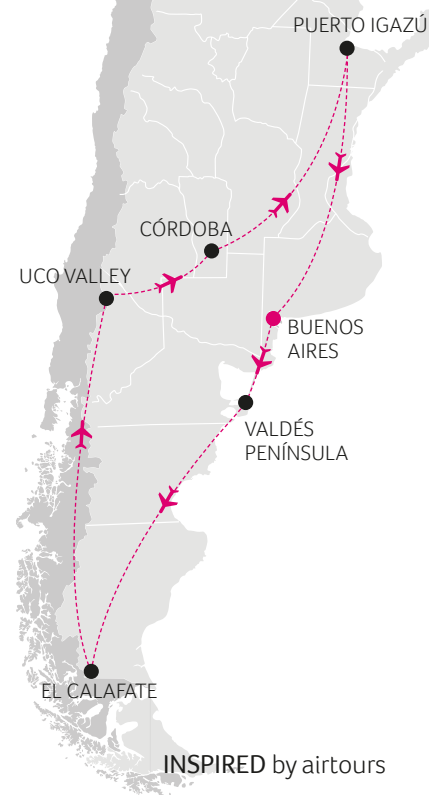 PUERTO IGAZÚ
CÓRDOBA
UCO VALLEY
BUENOS
AIRES
VALDÉS
PENÍNSULA
EL CALAFATE
INSPIRED by airtours